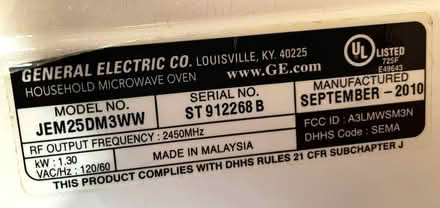 GENERAL ELECTRIC CO. LOUISVILLE, KY. 40225
HOUSEHOLD MICROWAVE OVEN www.GE.com
UL LISTED
725F
E49643
MODEL NO.
JEM25DM3WW
SERIAL NO.
ST 912268 B
MANUFACTURED
SEPTEMBER - 2010
RF OUTPUT FREQUENCY : 2450MHz
FCC ID : A3LMWSM3N
DHHS Code : SEMA
kW : 1.30
VAC/Hz : 120/60
MADE IN MALAYSIA
THIS PRODUCT COMPLIES WITH DHHS RULES 21 CFR SUBCHAPTER J